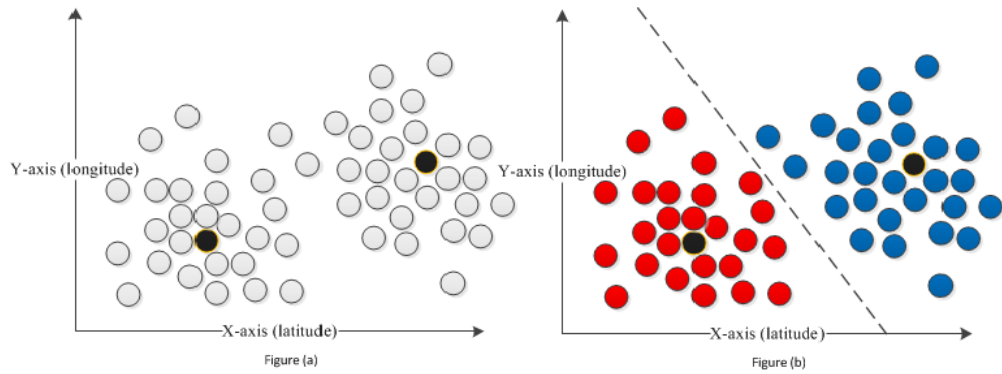 Y-axis (longitude)
X-axis (latitude)
Figure (a)
Y-axis (longitude)
X-axis (latitude)
Figure (b)